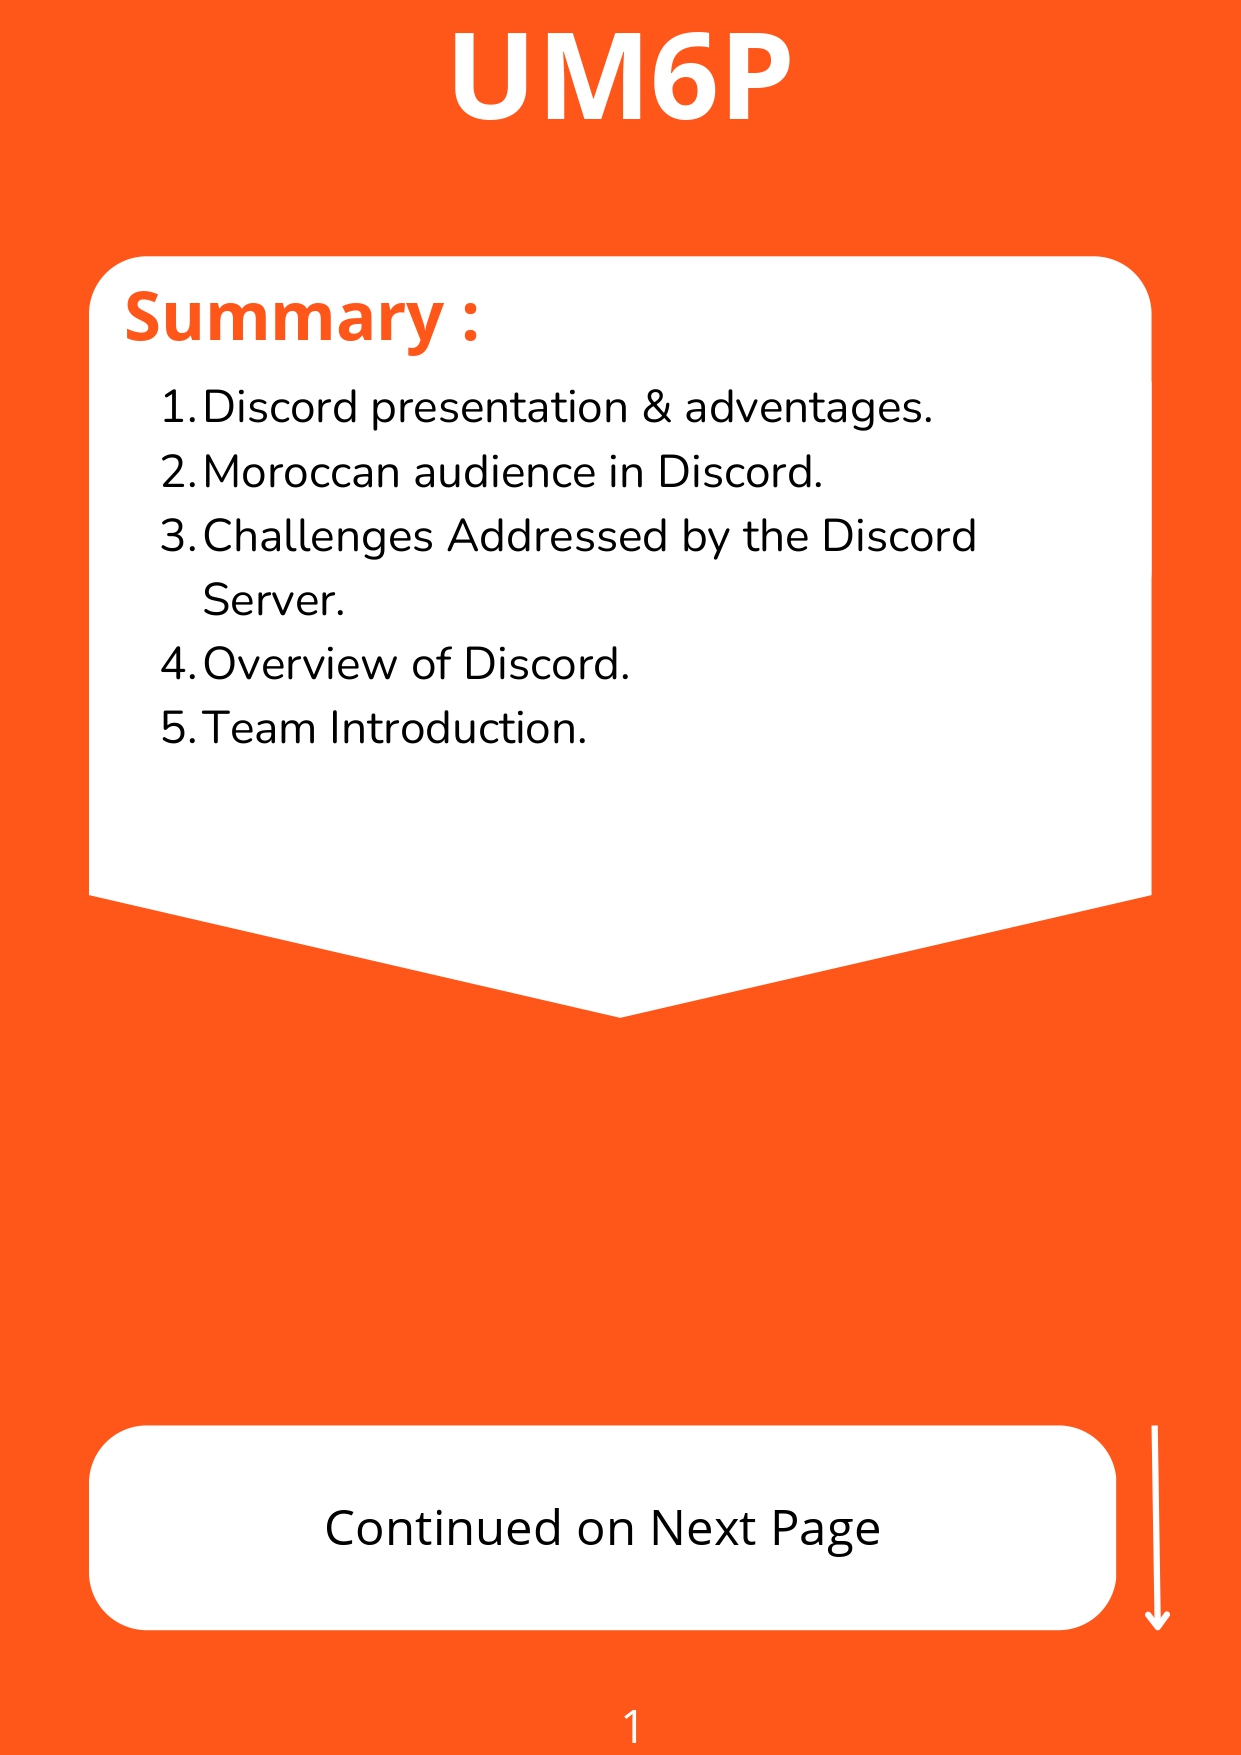 UM6P
Summary :
1. Discord presentation & adventages.
2. Moroccan audience in Discord.
3. Challenges Addressed by the Discord
Server.
4. Overview of Discord.
5. Team Introduction.
Continued on Next Page
1